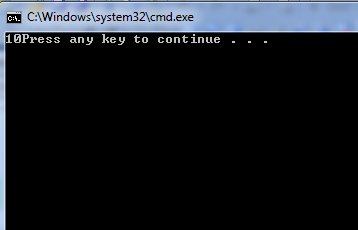 C:\Windows\system32\cmd.exe
10Press any key to continue . . .